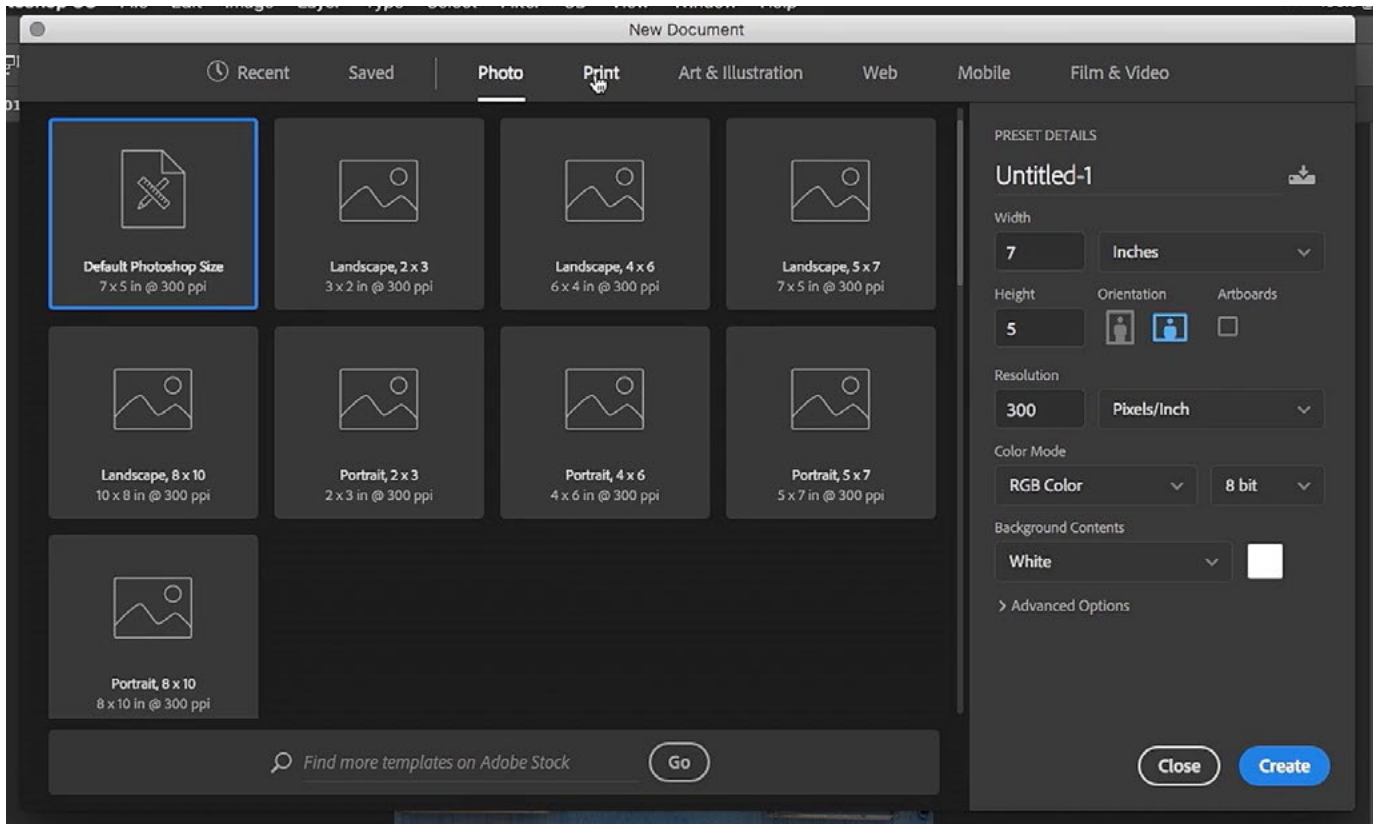 New Document
Recent Saved Photo Print Art & Illustration Web Mobile Film & Video
Default Photoshop Size
7 x 5 in @ 300 ppi
Landscape, 2 x 3
3 x 2 in @ 300 ppi
Landscape, 4 x 6
6 x 4 in @ 300 ppi
Landscape, 5 x 7
7 x 5 in @ 300 ppi
Landscape, 8 x 10
10 x 8 in @ 300 ppi
Portrait, 2 x 3
2 x 3 in @ 300 ppi
Portrait, 4 x 6
4 x 6 in @ 300 ppi
Portrait, 5 x 7
5 x 7 in @ 300 ppi
Portrait, 8 x 10
8 x 10 in @ 300 ppi
Find more templates on Adobe Stock Go
PRESET DETAILS
Untitled-1
Width
7 Inches
Height Orientation Artboards
5
Resolution
300 Pixels/Inch
Color Mode
RGB Color 8 bit
Background Contents
White
> Advanced Options
Close Create